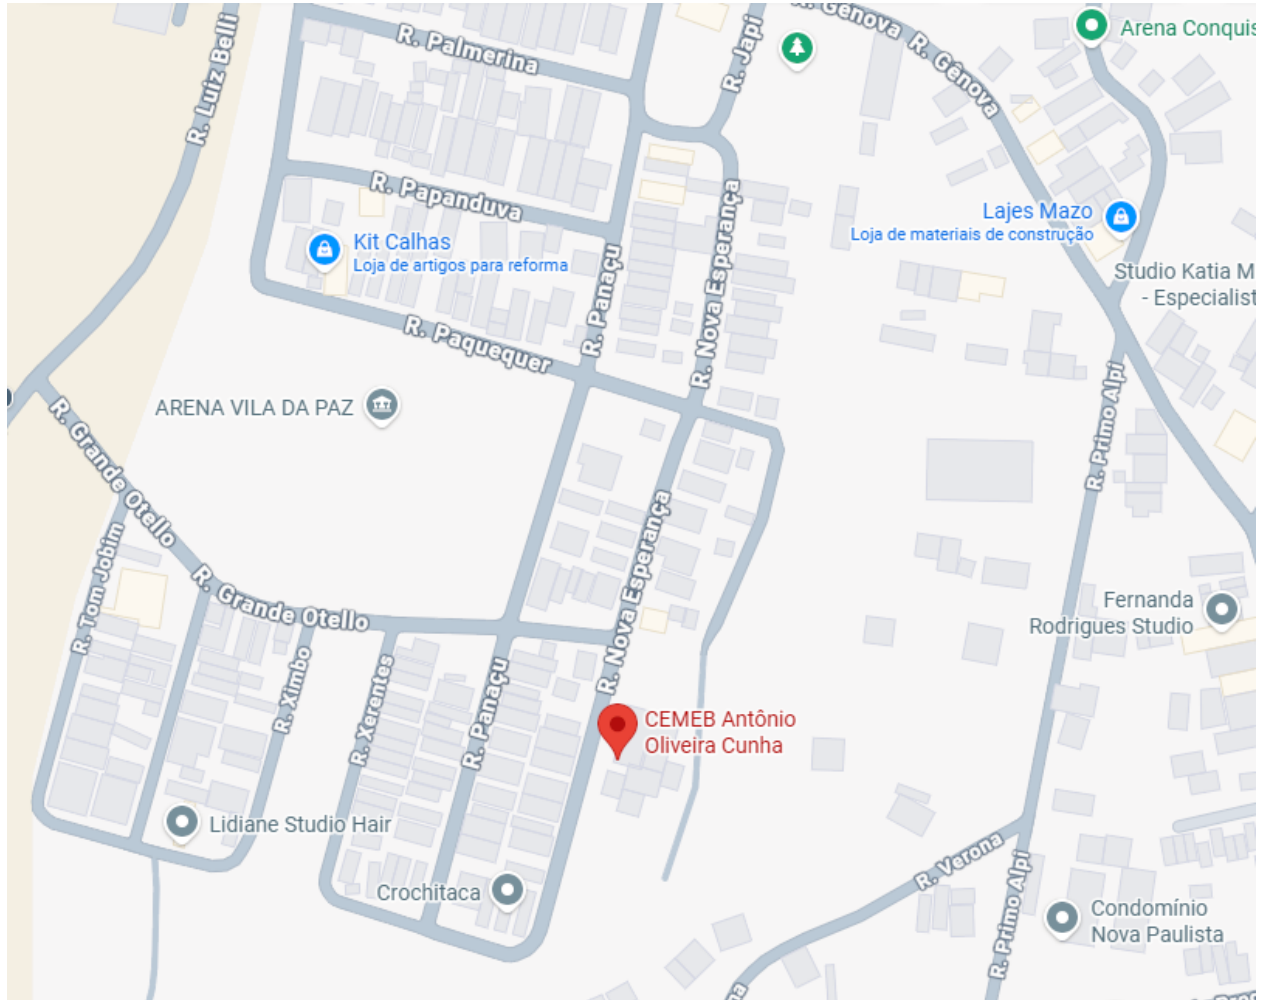 R. Luiz Belli
R. Palmerina
R. Japi
R. Gênova
R. Gênova
Arena Conquis
R. Papanduva
Kit Calhas
Loja de artigos para reforma
R. Panaçu
R. Nova Esperança
Lajes Mazo
Loja de materiais de construção
Studio Katia M
- Especialist
R. Paquequer
ARENA VILA DA PAZ
R. Grande Otello
R. Primo Alpi
R. Nova Esperança
R. Tom Jobim
R. Grande Otello
Fernanda
Rodrigues Studio
R. Ximbo
R. Xerentes
R. Panaçu
CEMEB Antônio
Oliveira Cunha
Lidiane Studio Hair
Crochitaca
R. Verona
R. Primo Alpi
Condomínio
Nova Paulista